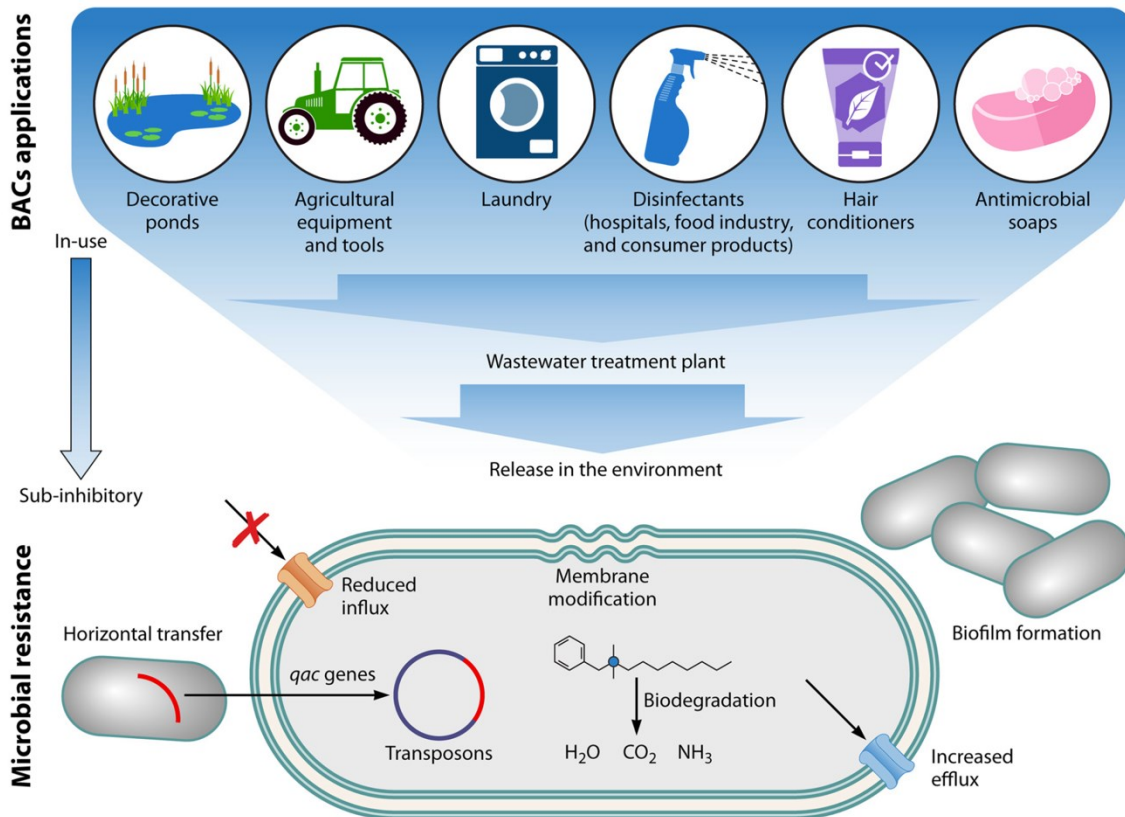 BACs applications
Decorative
ponds
Agricultural
equipment
and tools
Laundry
Disinfectants
(hospitals, food industry,
and consumer products)
Hair
conditioners
Antimicrobial
soaps
In-use
Wastewater treatment plant
Release in the environment
Sub-inhibitory
Microbial resistance
Reduced
influx
Membrane
modification
Biofilm formation
Horizontal transfer
qac genes
Transposons
Biodegradation
H₂O CO₂ NH₃
Increased
efflux